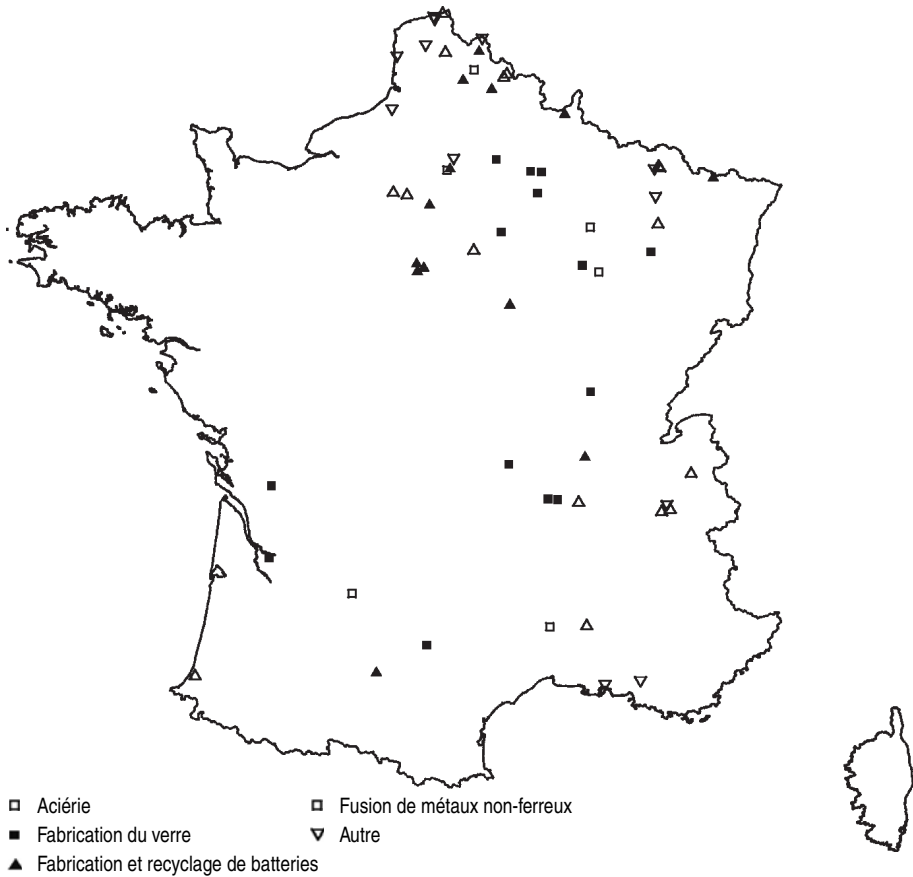 Aciérie
Fabrication du verre
Fabrication et recyclage de batteries
Fusion de métaux non-ferreux
Autre